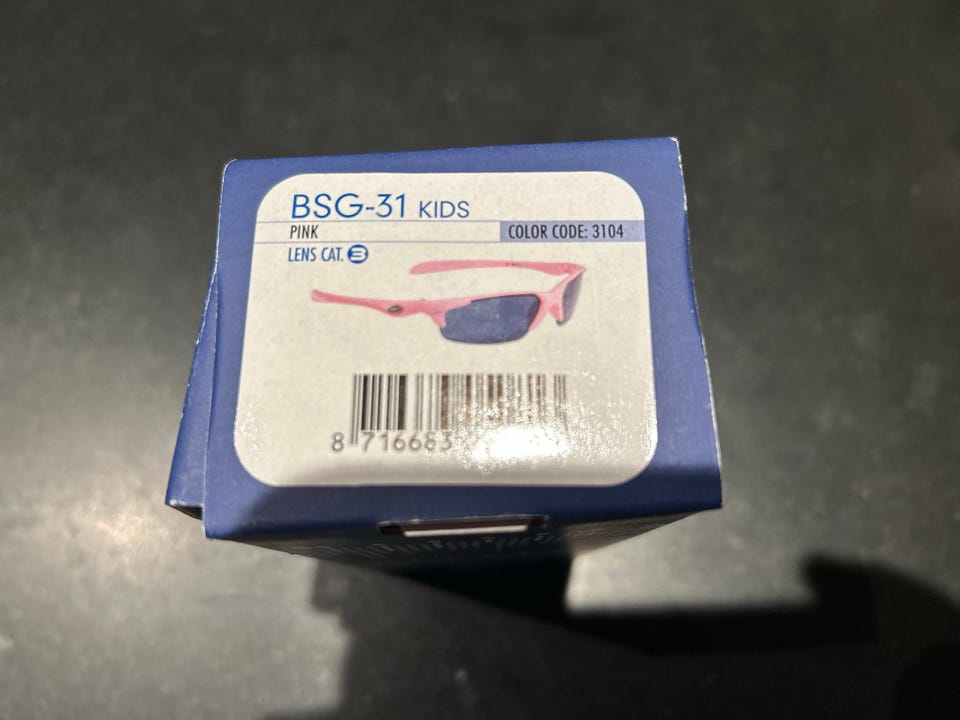 BSG-31 KIDS
PINK
COLOR CODE: 3104
LENS CAT. 3
8 716683